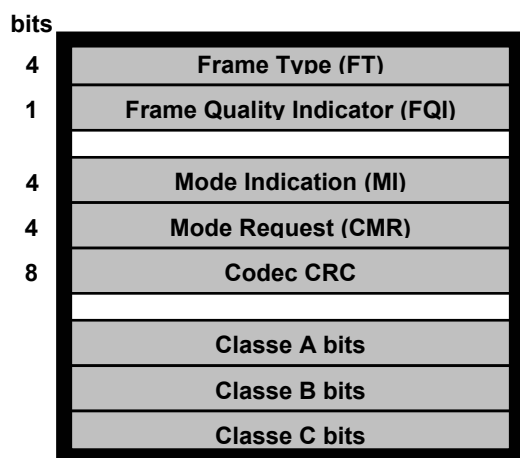 bits
4 Frame Type (FT)
1 Frame Quality Indicator (FQI)
4 Mode Indication (MI)
4 Mode Request (CMR)
8 Codec CRC
Classe A bits
Classe B bits
Classe C bits